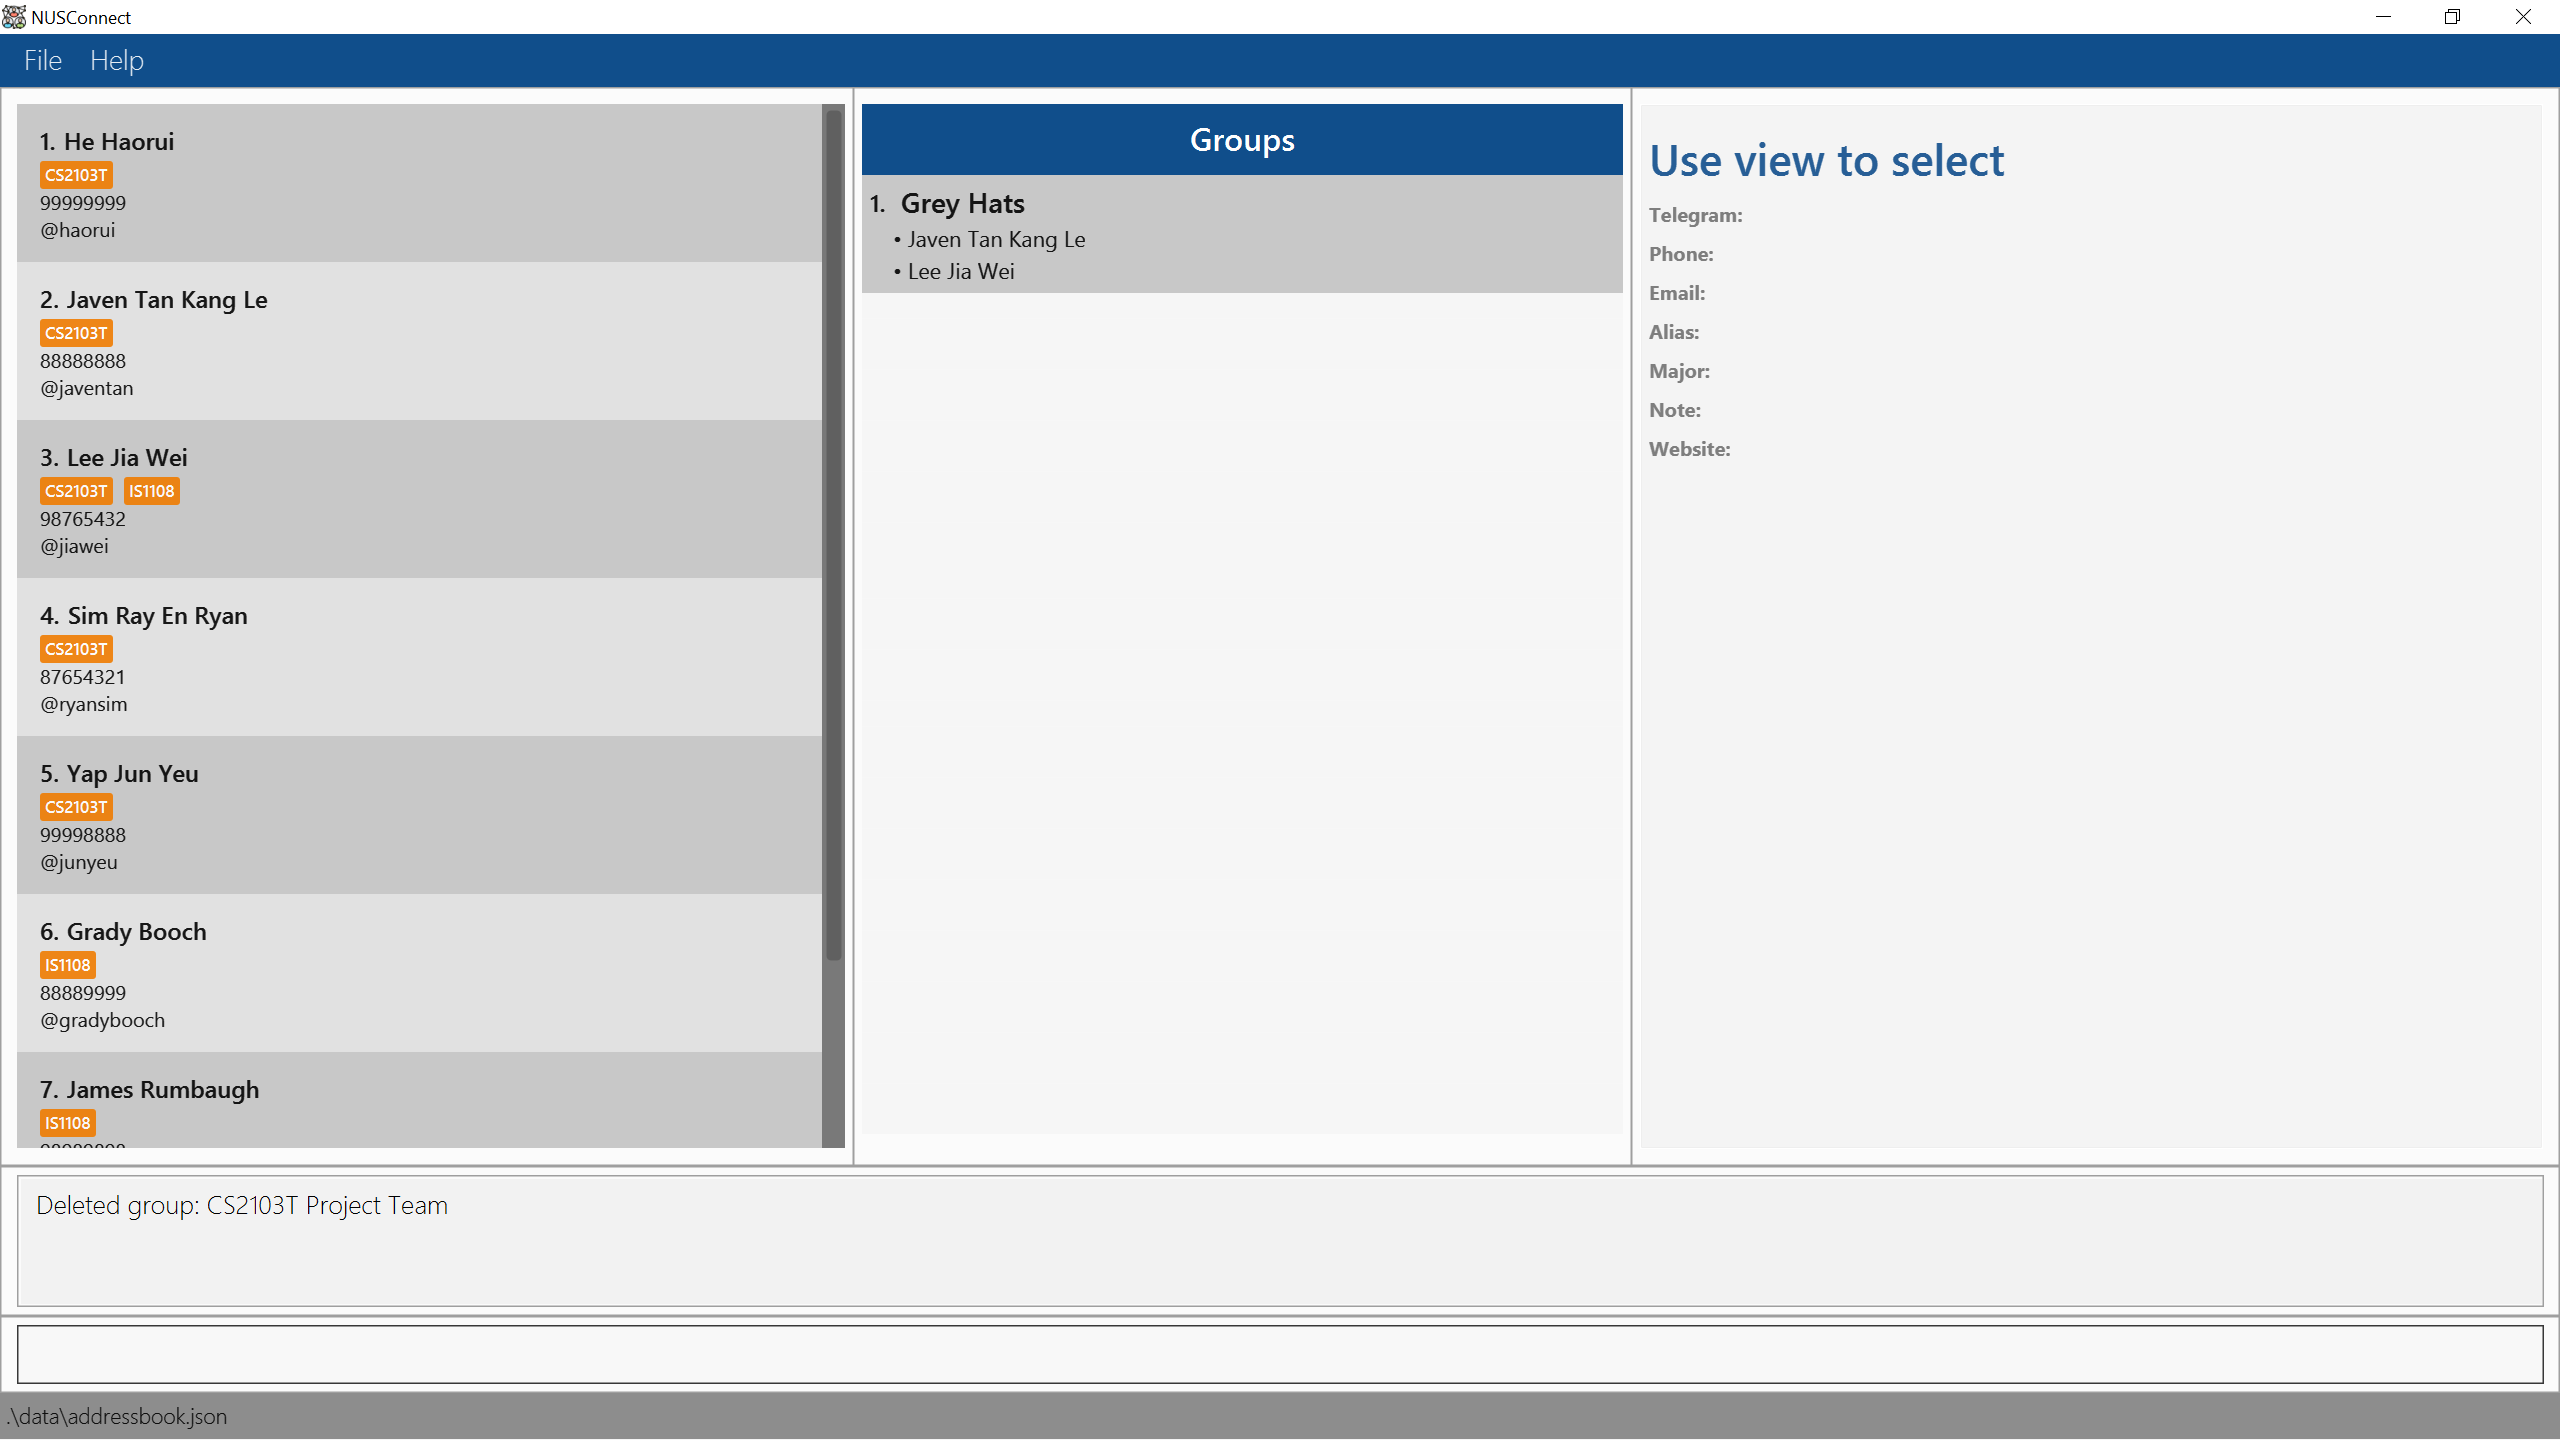 NUSConnect
File Help
1. He Haorui
CS2103T
99999999
@haorui
2. Javen Tan Kang Le
CS2103T
88888888
@javentan
3. Lee Jia Wei
CS2103T IS1108
98765432
@jiawei
4. Sim Ray En Ryan
CS2103T
87654321
@ryansim
5. Yap Jun Yeu
CS2103T
99998888
@junyeu
6. Grady Booch
IS1108
88889999
@gradybooch
7. James Rumbaugh
IS1108
Groups
1. Grey Hats
• Javen Tan Kang Le
• Lee Jia Wei
Use view to select
Telegram:
Phone:
Email:
Alias:
Major:
Note:
Website:
Deleted group: CS2103T Project Team
.\data\addressbook.json